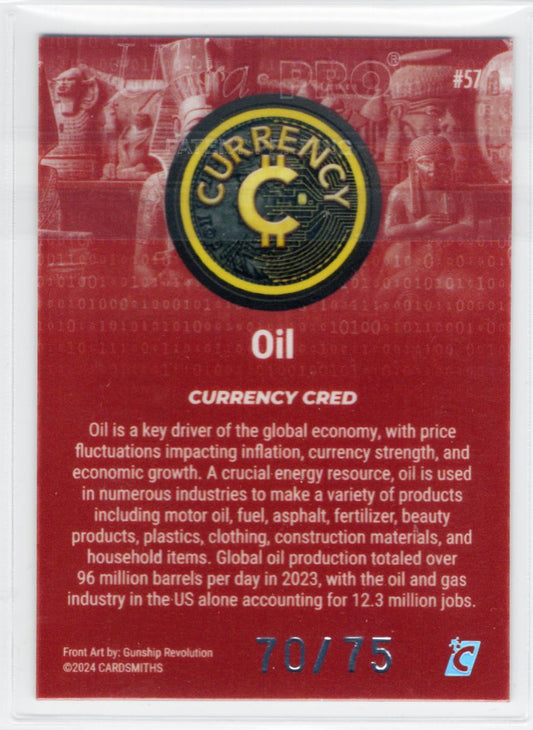 Ultra·PRO®
#57
CURRENCY
Oil
CURRENCY CRED
Oil is a key driver of the global economy, with price
fluctuations impacting inflation, currency strength, and
economic growth. A crucial energy resource, oil is used
in numerous industries to make a variety of products
including motor oil, fuel, asphalt, fertilizer, beauty
products, plastics, clothing, construction materials, and
household items. Global oil production totaled over
96 million barrels per day in 2023, with the oil and gas
industry in the US alone accounting for 12.3 million jobs.
Front Art by: Gunship Revolution
©2024 CARDSMITHS
70/75
C